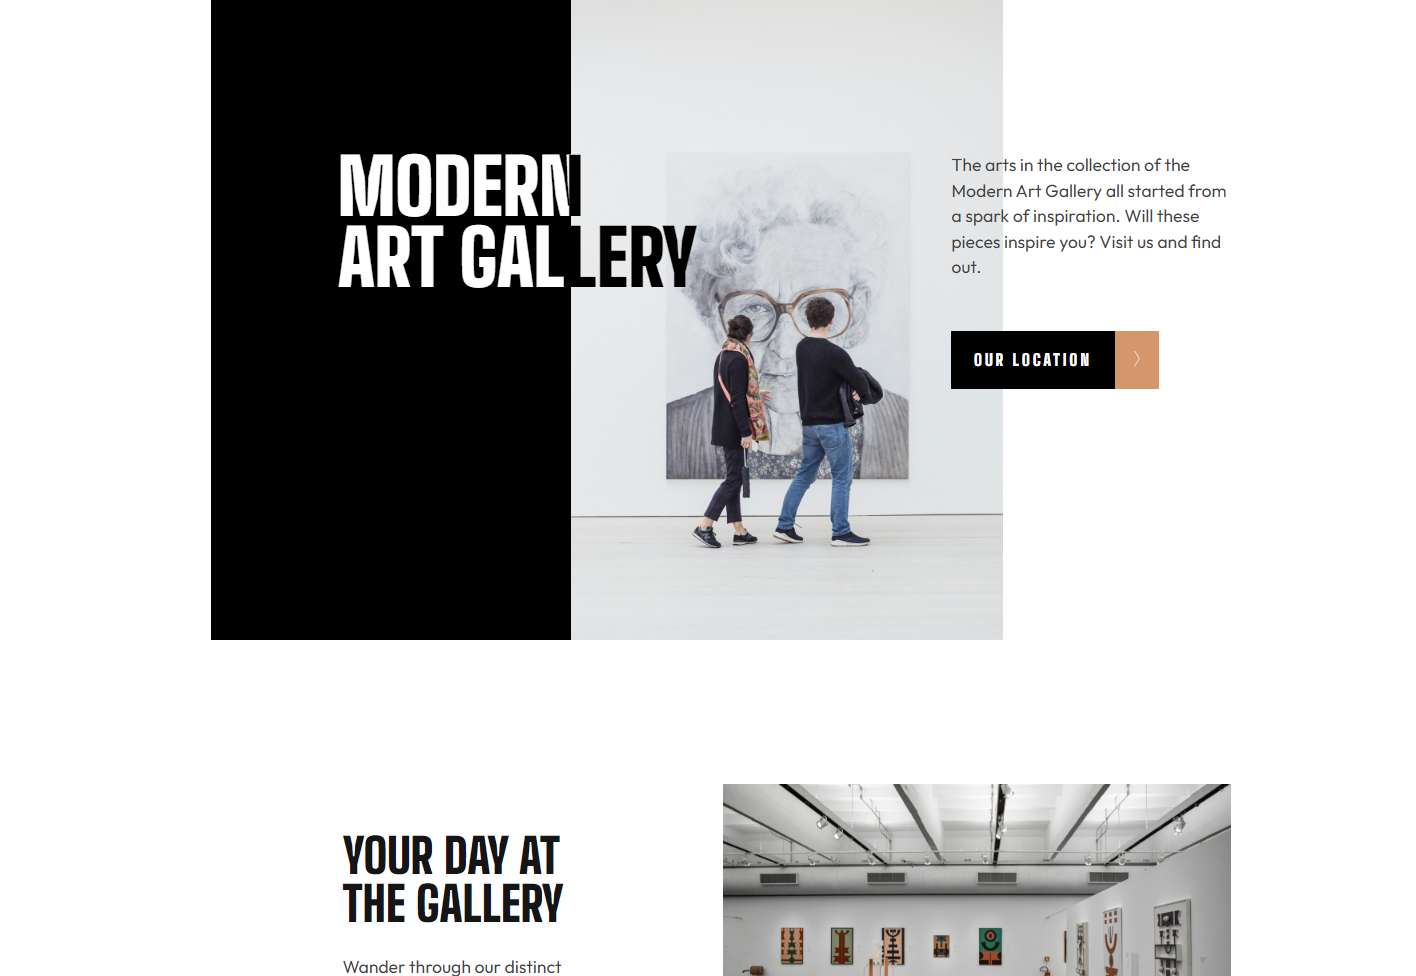 MODERN
ART GALLERY
The arts in the collection of the
Modern Art Gallery all started from
a spark of inspiration. Will these
pieces inspire you? Visit us and find
out.
OUR LOCATION
YOUR DAY AT
THE GALLERY
Wander through our distinct